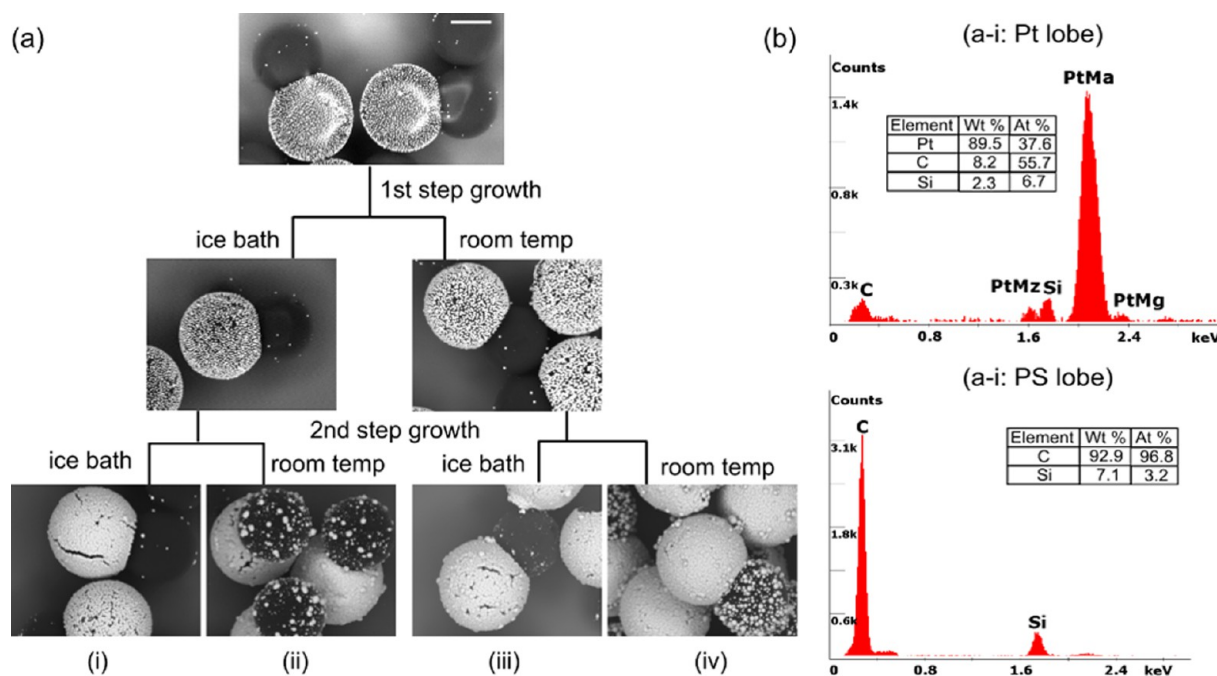 (a)
1st step growth
ice bath
room temp
2nd step growth
ice bath
room temp
ice bath
room temp
(i)
(ii)
(iii)
(iv)
(b)
(a-i: Pt lobe)
Counts
PtMa
1.4k
Element Wt % At %
Pt 89.5 37.6
C 8.2 55.7
Si 2.3 6.7
0.8k
0.3k
C
PtMz
Si
PtMg
0 0.8 1.6 2.4 keV
(a-i: PS lobe)
Counts
C
3.1k
Element Wt % At %
C 92.9 96.8
Si 7.1 3.2
1.8k
0.6k
Si
0 0.8 1.6 2.4 keV